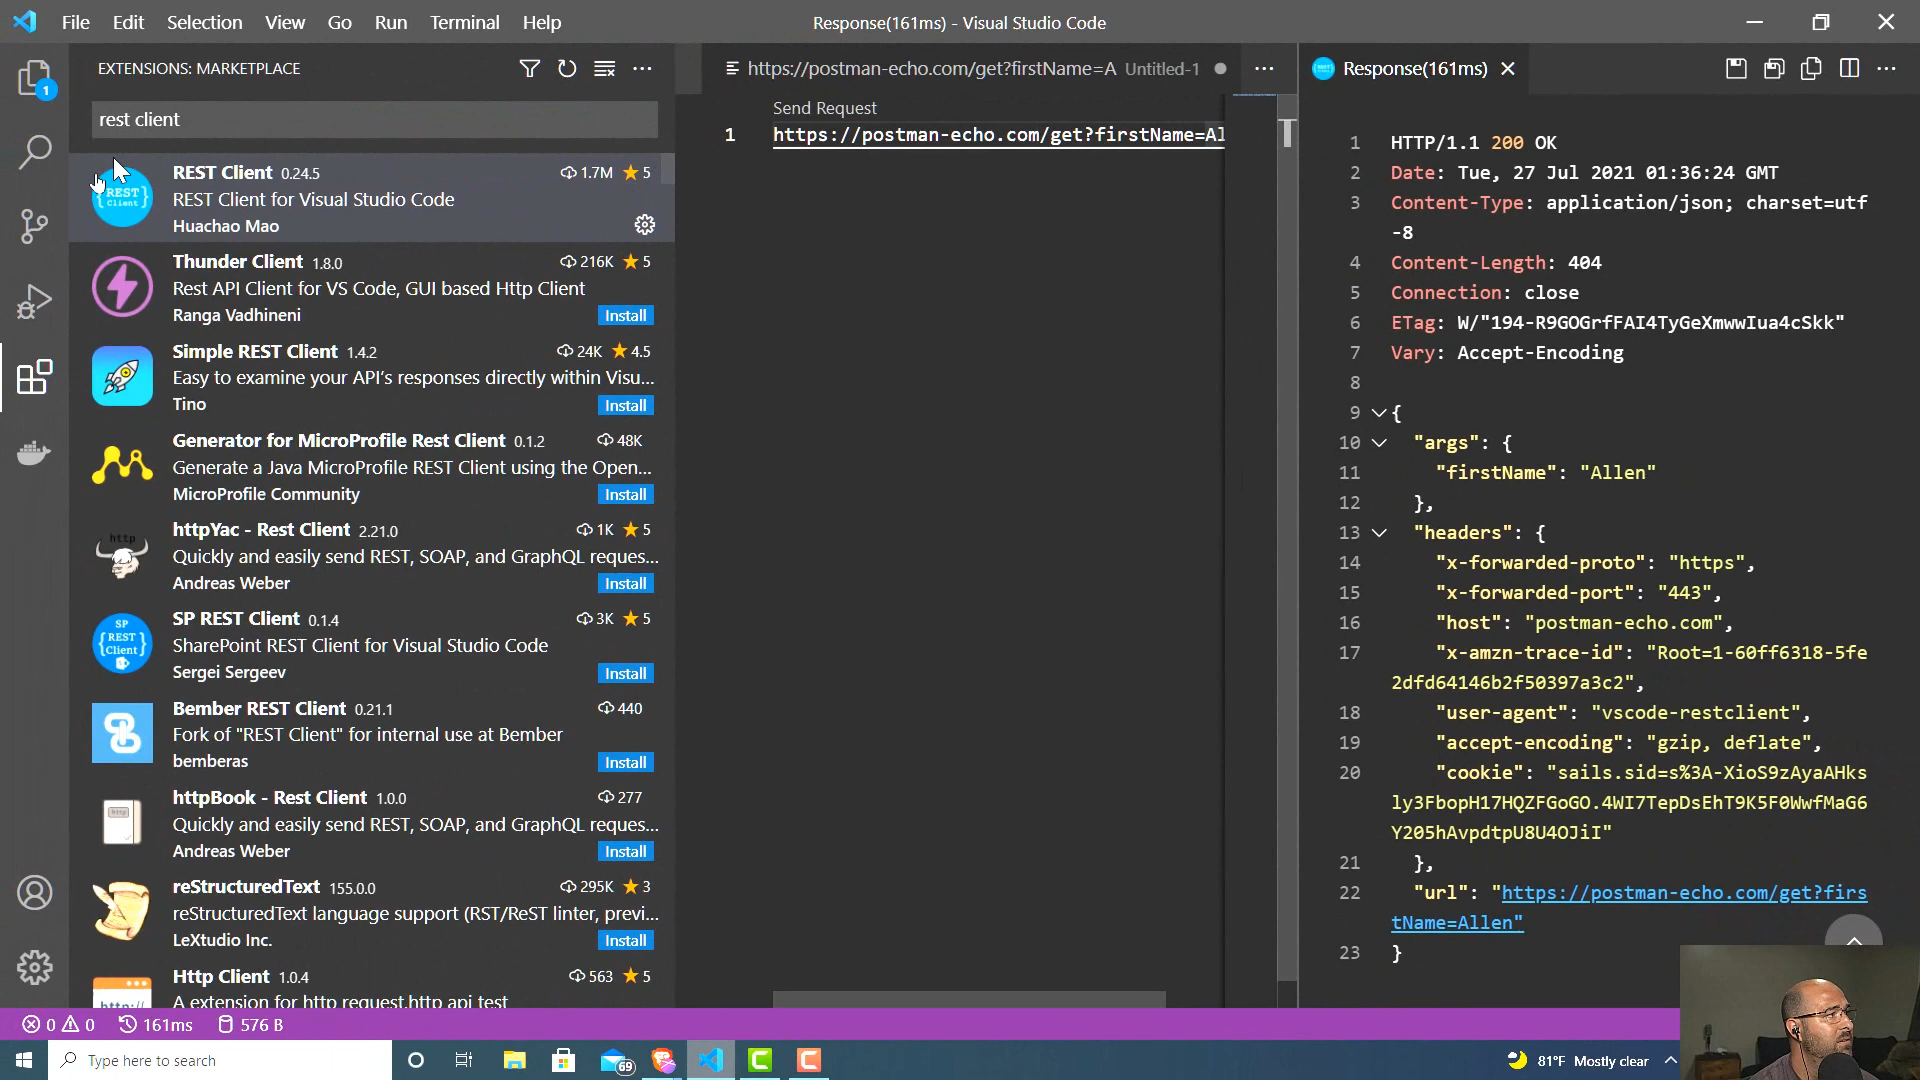 File Edit Selection View Go Run Terminal Help
Response(161ms) - Visual Studio Code
EXTENSIONS: MARKETPLACE
rest client
REST Client 0.24.5 1.7M 5
REST Client for Visual Studio Code
Huachao Mao
Thunder Client 1.8.0 216K 5
Rest API Client for VS Code, GUI based Http Client
Ranga Vadhineni Install
Simple REST Client 1.4.2 24K 4.5
Easy to examine your API's responses directly within Visu...
Tino Install
Generator for MicroProfile Rest Client 0.1.2 48K
Generate a Java MicroProfile REST Client using the Open...
MicroProfile Community Install
httpYac - Rest Client 2.21.0 1K 5
Quickly and easily send REST, SOAP, and GraphQL reques...
Andreas Weber Install
SP REST Client 0.1.4 3K 5
SharePoint REST Client for Visual Studio Code
Sergei Sergeev Install
Bember REST Client 0.21.1 440
Fork of "REST Client" for internal use at Bember
bemberas Install
httpBook - Rest Client 1.0.0 277
Quickly and easily send REST, SOAP, and GraphQL reques...
Andreas Weber Install
reStructuredText 155.0.0 295K 3
reStructuredText language support (RST/ReST linter, previ...
LeXtudio Inc. Install
Http Client 1.0.4 563 5
A extension for http request,http api test
REST
Client
http
SP
REST
Client
http
http://
1
https://postman-echo.com/get?firstName=A Untitled-1
Send Request
1 https://postman-echo.com/get?firstName=Al
Response(161ms)
1 HTTP/1.1 200 OK
2 Date: Tue, 27 Jul 2021 01:36:24 GMT
3 Content-Type: application/json; charset=utf
-8
4 Content-Length: 404
5 Connection: close
6 ETag: W/"194-R9GOGrfFAI4TyGeXmwwIua4cSkk"
7 Vary: Accept-Encoding
8
9 {
10 "args": {
11 "firstName": "Allen"
12 },
13 "headers": {
14 "x-forwarded-proto": "https",
15 "x-forwarded-port": "443",
16 "host": "postman-echo.com",
17 "x-amzn-trace-id": "Root=1-60ff6318-5fe
2dfd64146b2f50397a3c2",
18 "user-agent": "vscode-restclient",
19 "accept-encoding": "gzip, deflate",
20 "cookie": "sails.sid=s%3A-XioS9zAyaAHks
ly3FbopH17HQZFGoGO.4WI7TepDsEhT9K5F0WwfMaG6
Y205hAvpdtpU8U4OJiI"
21 },
22 "url": "https://postman-echo.com/get?firs
tName=Allen"
23 }
0 0 161ms 576 B
Type here to search
69
81°F Mostly clear